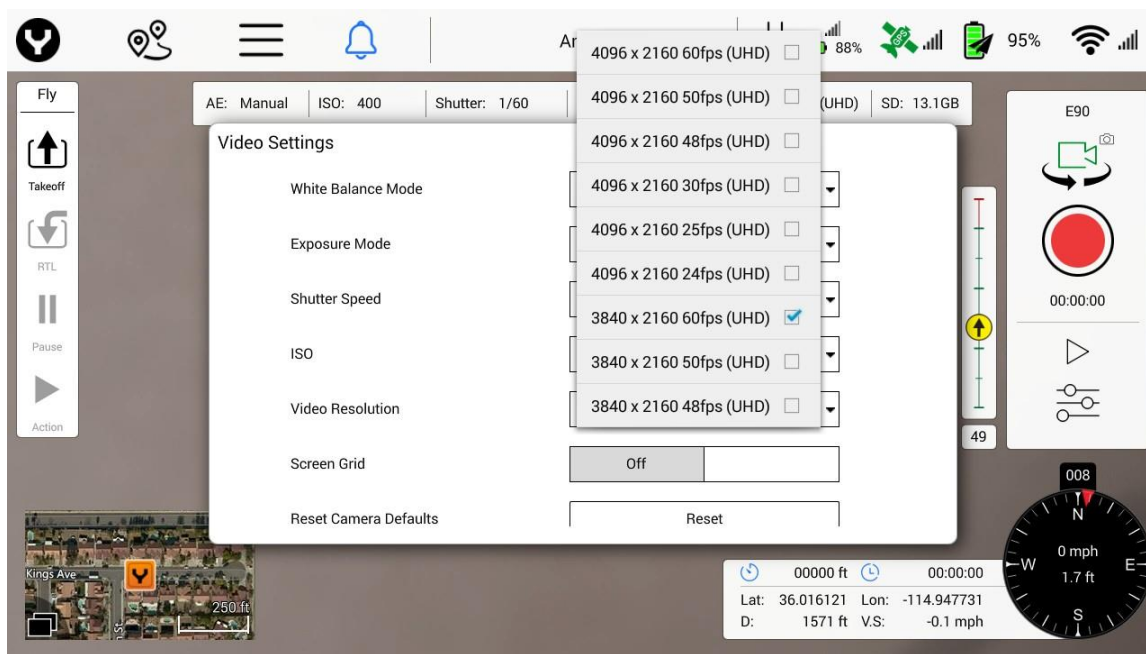 88%
95%
Fly
Takeoff
RTL
Pause
Action
AE: Manual ISO: 400 Shutter: 1/60 (UHD) SD: 13.1GB
Video Settings
White Balance Mode
Exposure Mode
Shutter Speed
ISO
Video Resolution
Screen Grid Off
Reset Camera Defaults Reset
4096 x 2160 60fps (UHD)
4096 x 2160 50fps (UHD)
4096 x 2160 48fps (UHD)
4096 x 2160 30fps (UHD)
4096 x 2160 25fps (UHD)
4096 x 2160 24fps (UHD)
3840 x 2160 60fps (UHD)
3840 x 2160 50fps (UHD)
3840 x 2160 48fps (UHD)
E90
00:00:00
49
GPS
Kings Ave
250 ft
St
00000 ft 00:00:00
Lat: 36.016121 Lon: -114.947731
D: 1571 ft V.S: -0.1 mph
008
N
0 mph
W E
1.7 ft
S